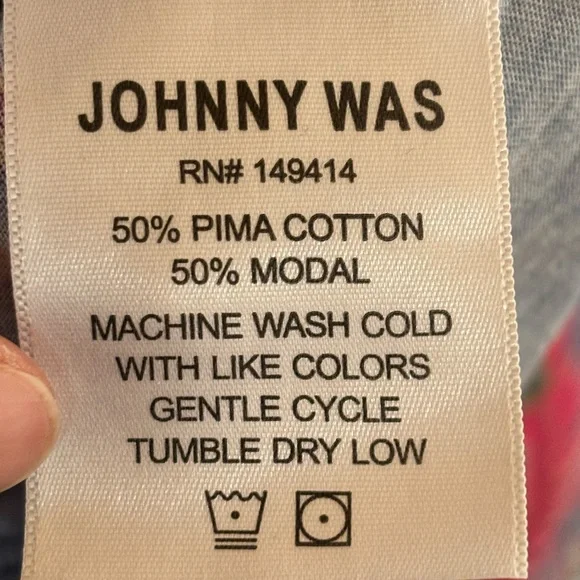 JOHNNY WAS
RN# 149414
50% PIMA COTTON
50% MODAL
MACHINE WASH COLD
WITH LIKE COLORS
GENTLE CYCLE
TUMBLE DRY LOW